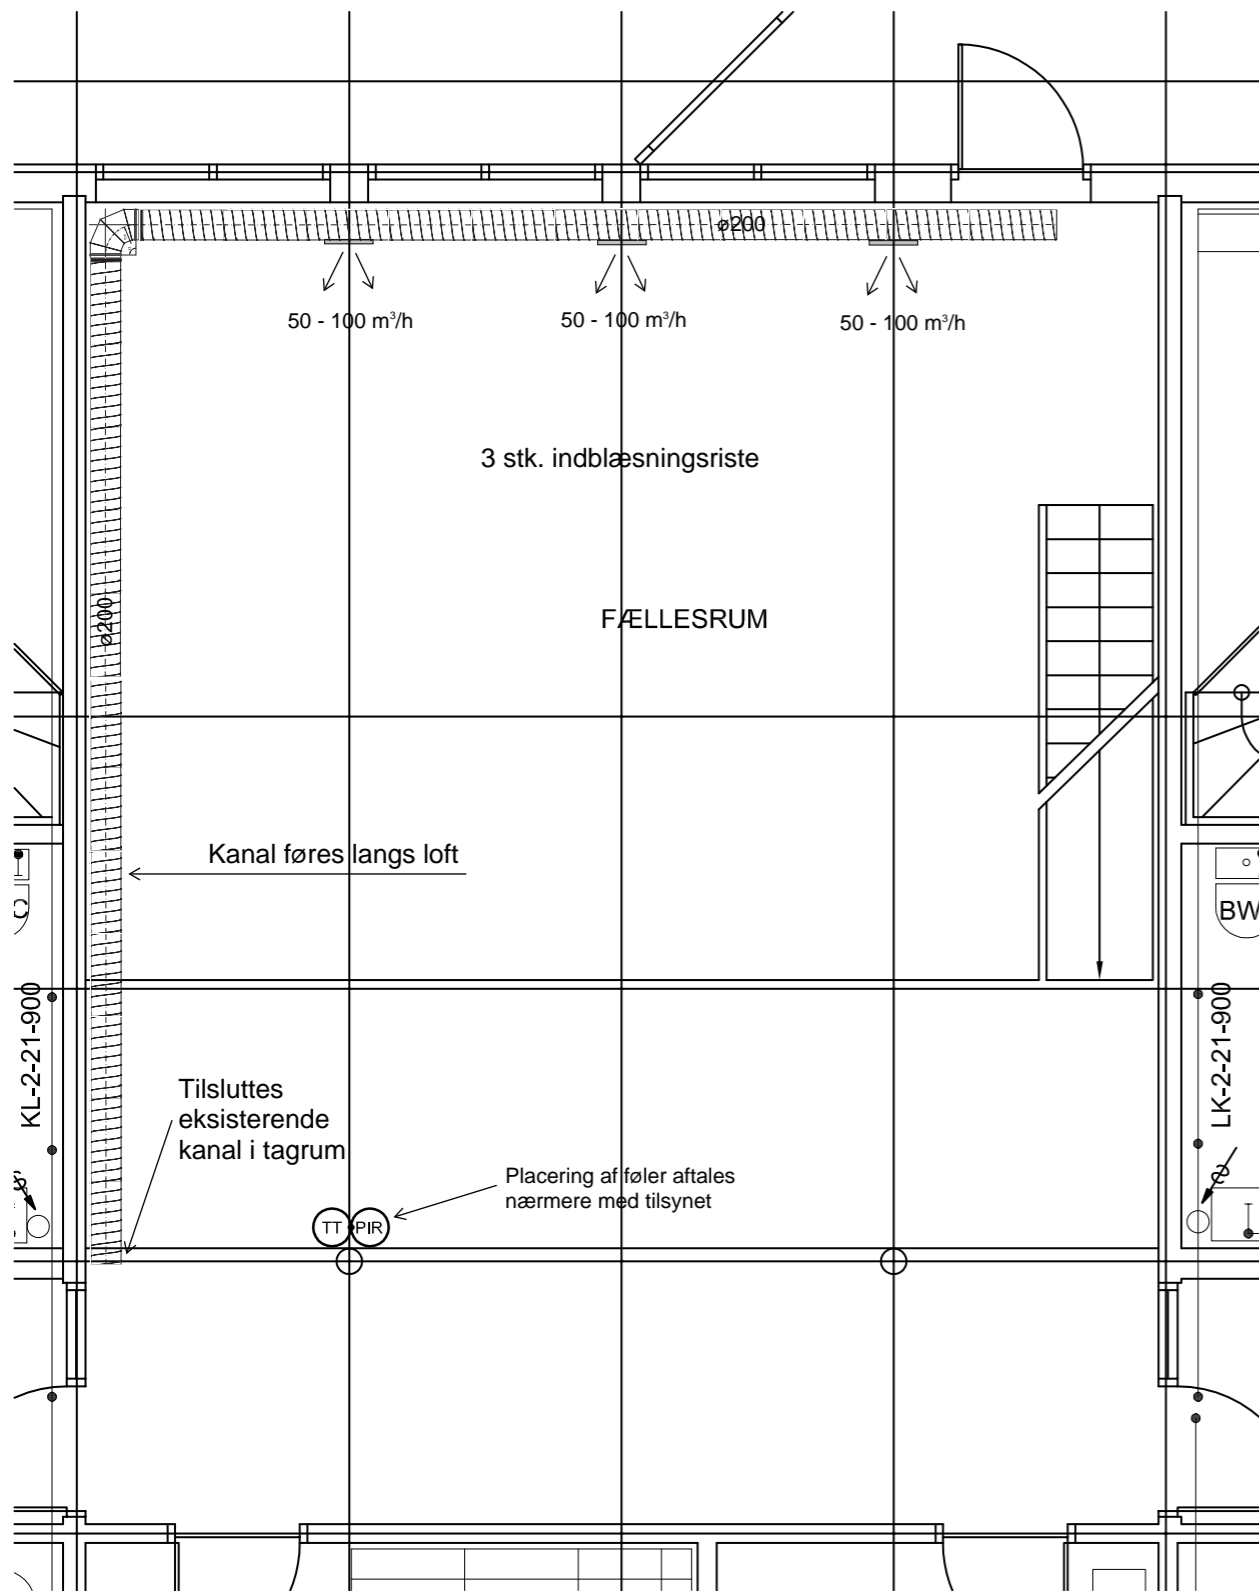 ø200
50 - 100 m³/h
50 - 100 m³/h
50 - 100 m³/h
3 stk. indblæsningsriste
ø200
FÆLLESRUM
Kanal føres langs loft
BW
KL-2-21-900
LK-2-21-900
Tilsluttes
eksisterende
kanal i tagrum
Placering af føler aftales
nærmere med tilsynet
TT PIR